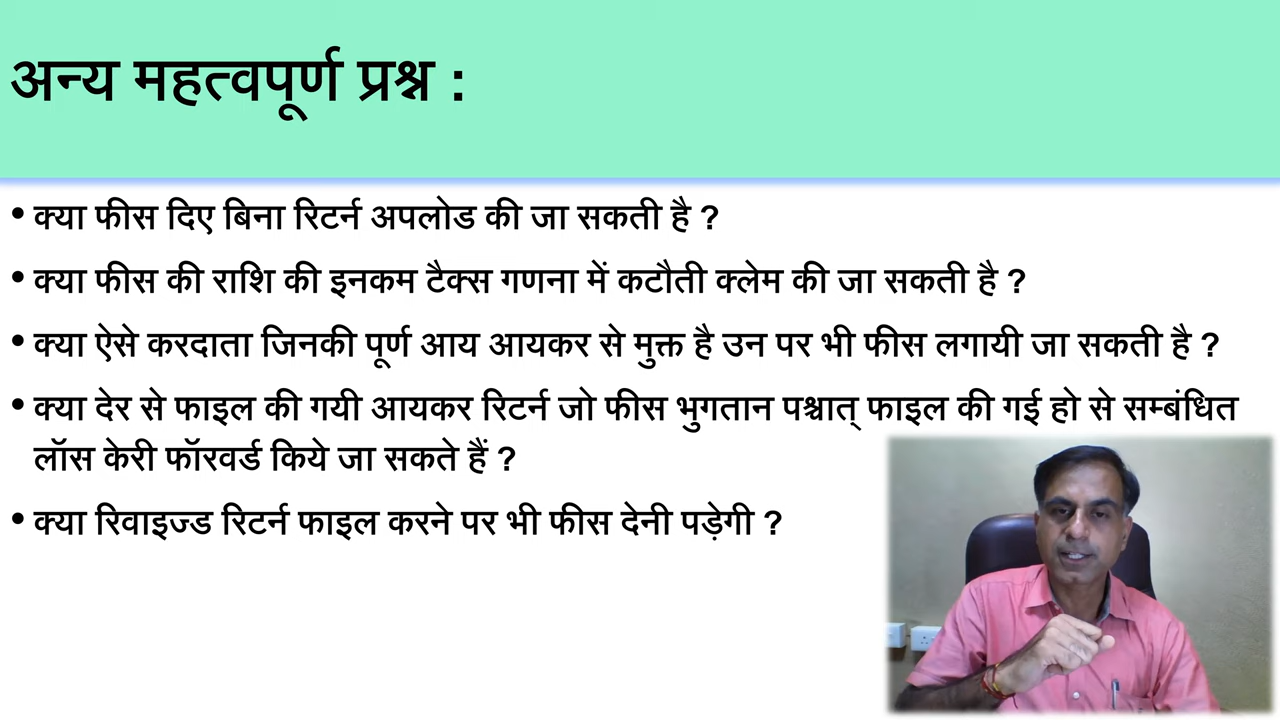 अन्य महत्वपूर्ण प्रश्न :
• क्या फीस दिए बिना रिटर्न अपलोड की जा सकती है ?
• क्या फीस की राशि की इनकम टैक्स गणना में कटौती क्लेम की जा सकती है ?
• क्या ऐसे करदाता जिनकी पूर्ण आय आयकर से मुक्त है उन पर भी फीस लगायी जा सकती है ?
• क्या देर से फाइल की गयी आयकर रिटर्न जो फीस भुगतान पश्चात् फाइल की गई हो से सम्बंधित
लॉस केरी फॉरवर्ड किये जा सकते हैं ?
• क्या रिवाइज्ड रिटर्न फाइल करने पर भी फीस देनी पड़ेगी ?